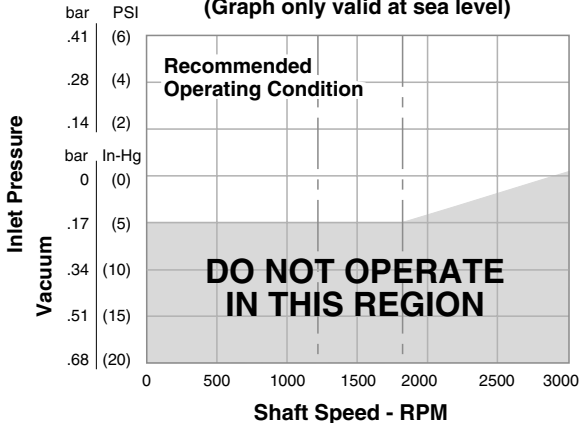 (Graph only valid at sea level)
bar PSI
.41 (6)
.28 (4)
.14 (2)
bar In-Hg
0 (0)
.17 (5)
.34 (10)
.51 (15)
.68 (20)
Inlet Pressure
Vacuum
Recommended
Operating Condition
DO NOT OPERATE
IN THIS REGION
0 500 1000 1500 2000 2500 3000
Shaft Speed - RPM